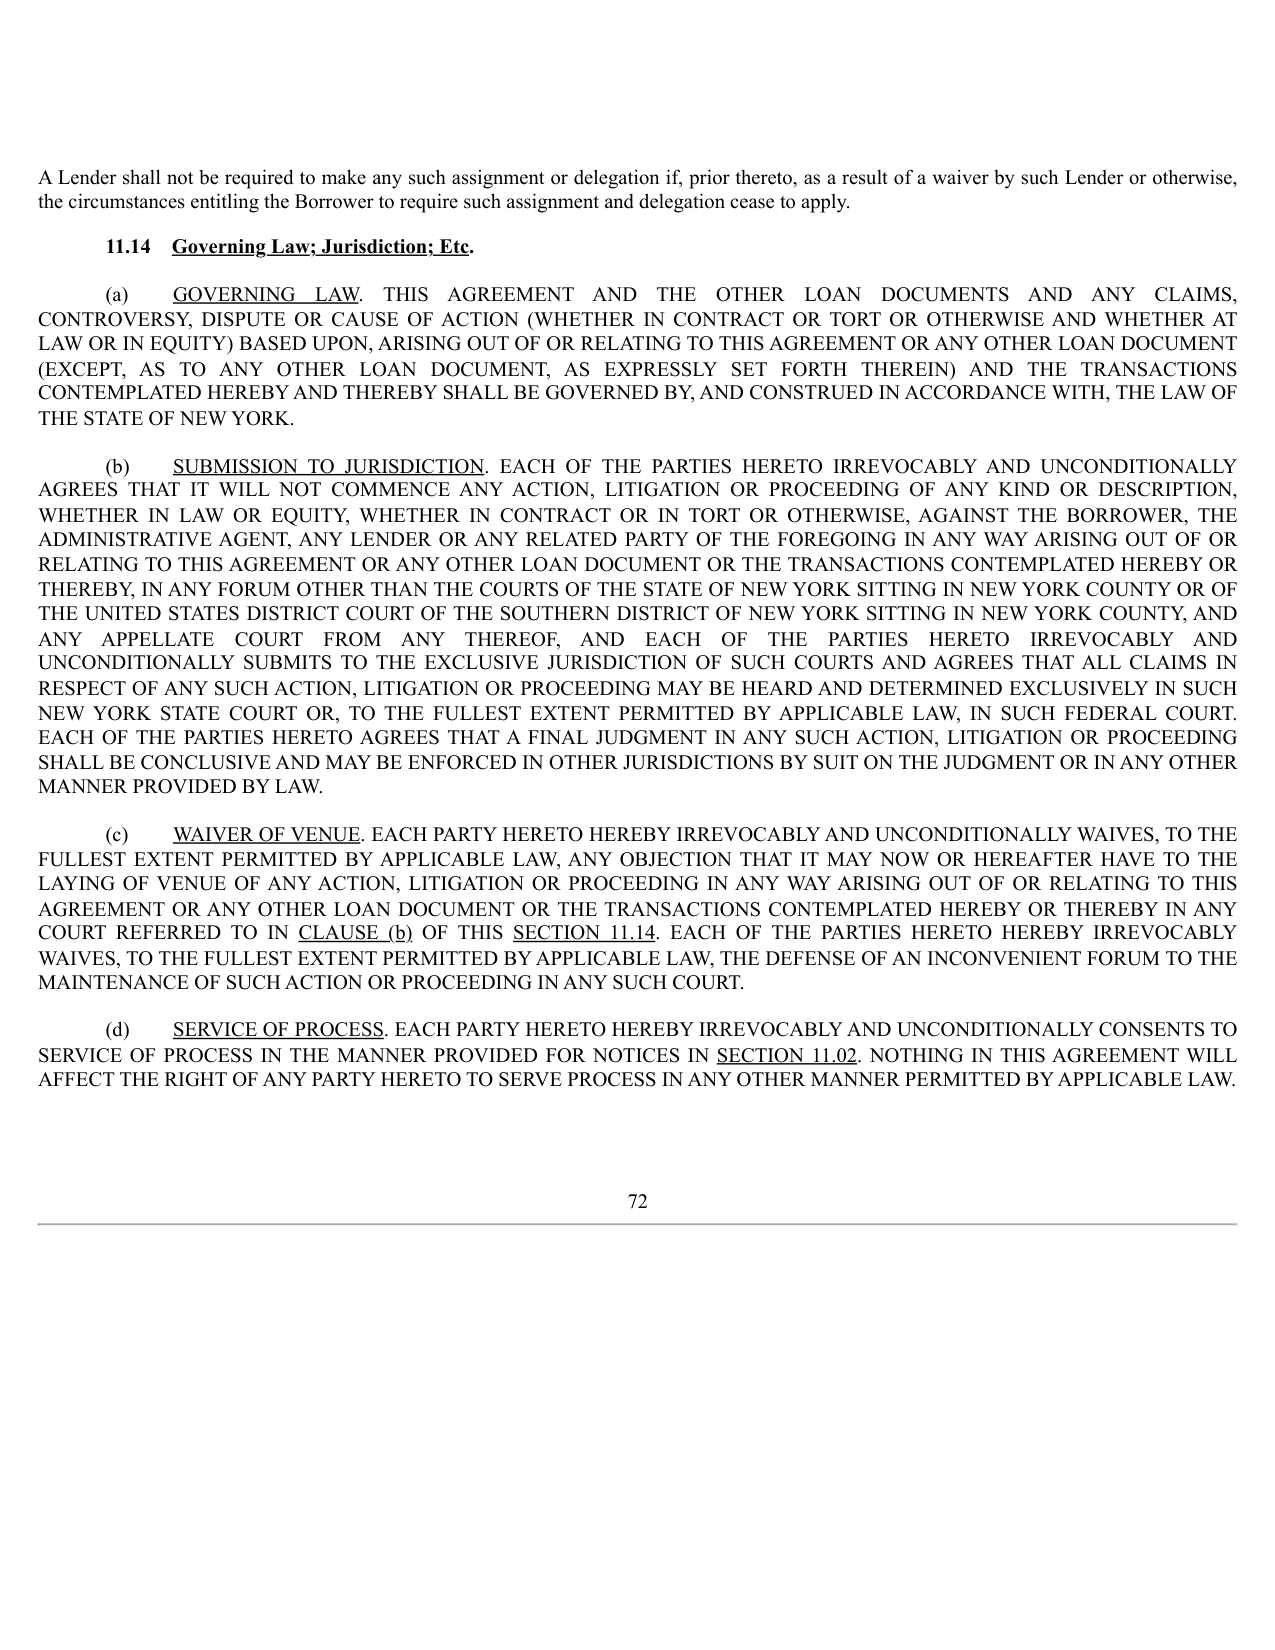 A Lender shall not be required to make any such assignment or delegation if, prior thereto, as a result of a waiver by such Lender or otherwise,
the circumstances entitling the Borrower to require such assignment and delegation cease to apply.
11.14 Governing Law; Jurisdiction; Etc.
(a) GOVERNING LAW. THIS AGREEMENT AND THE OTHER LOAN DOCUMENTS AND ANY CLAIMS,
CONTROVERSY, DISPUTE OR CAUSE OF ACTION (WHETHER IN CONTRACT OR TORT OR OTHERWISE AND WHETHER AT
LAW OR IN EQUITY) BASED UPON, ARISING OUT OF OR RELATING TO THIS AGREEMENT OR ANY OTHER LOAN DOCUMENT
(EXCEPT, AS TO ANY OTHER LOAN DOCUMENT, AS EXPRESSLY SET FORTH THEREIN) AND THE TRANSACTIONS
CONTEMPLATED HEREBY AND THEREBY SHALL BE GOVERNED BY, AND CONSTRUED IN ACCORDANCE WITH, THE LAW OF
THE STATE OF NEW YORK.
(b) SUBMISSION TO JURISDICTION. EACH OF THE PARTIES HERETO IRREVOCABLY AND UNCONDITIONALLY
AGREES THAT IT WILL NOT COMMENCE ANY ACTION, LITIGATION OR PROCEEDING OF ANY KIND OR DESCRIPTION,
WHETHER IN LAW OR EQUITY, WHETHER IN CONTRACT OR IN TORT OR OTHERWISE, AGAINST THE BORROWER, THE
ADMINISTRATIVE AGENT, ANY LENDER OR ANY RELATED PARTY OF THE FOREGOING IN ANY WAY ARISING OUT OF OR
RELATING TO THIS AGREEMENT OR ANY OTHER LOAN DOCUMENT OR THE TRANSACTIONS CONTEMPLATED HEREBY OR
THEREBY, IN ANY FORUM OTHER THAN THE COURTS OF THE STATE OF NEW YORK SITTING IN NEW YORK COUNTY OR OF
THE UNITED STATES DISTRICT COURT OF THE SOUTHERN DISTRICT OF NEW YORK SITTING IN NEW YORK COUNTY, AND
ANY APPELLATE COURT FROM ANY THEREOF, AND EACH OF THE PARTIES HERETO IRREVOCABLY AND
UNCONDITIONALLY SUBMITS TO THE EXCLUSIVE JURISDICTION OF SUCH COURTS AND AGREES THAT ALL CLAIMS IN
RESPECT OF ANY SUCH ACTION, LITIGATION OR PROCEEDING MAY BE HEARD AND DETERMINED EXCLUSIVELY IN SUCH
NEW YORK STATE COURT OR, TO THE FULLEST EXTENT PERMITTED BY APPLICABLE LAW, IN SUCH FEDERAL COURT.
EACH OF THE PARTIES HERETO AGREES THAT A FINAL JUDGMENT IN ANY SUCH ACTION, LITIGATION OR PROCEEDING
SHALL BE CONCLUSIVE AND MAY BE ENFORCED IN OTHER JURISDICTIONS BY SUIT ON THE JUDGMENT OR IN ANY OTHER
MANNER PROVIDED BY LAW.
(c) WAIVER OF VENUE. EACH PARTY HERETO HEREBY IRREVOCABLY AND UNCONDITIONALLY WAIVES, TO THE
FULLEST EXTENT PERMITTED BY APPLICABLE LAW, ANY OBJECTION THAT IT MAY NOW OR HEREAFTER HAVE TO THE
LAYING OF VENUE OF ANY ACTION, LITIGATION OR PROCEEDING IN ANY WAY ARISING OUT OF OR RELATING TO THIS
AGREEMENT OR ANY OTHER LOAN DOCUMENT OR THE TRANSACTIONS CONTEMPLATED HEREBY OR THEREBY IN ANY
COURT REFERRED TO IN CLAUSE (b) OF THIS SECTION 11.14. EACH OF THE PARTIES HERETO HEREBY IRREVOCABLY
WAIVES, TO THE FULLEST EXTENT PERMITTED BY APPLICABLE LAW, THE DEFENSE OF AN INCONVENIENT FORUM TO THE
MAINTENANCE OF SUCH ACTION OR PROCEEDING IN ANY SUCH COURT.
(d) SERVICE OF PROCESS. EACH PARTY HERETO HEREBY IRREVOCABLY AND UNCONDITIONALLY CONSENTS TO
SERVICE OF PROCESS IN THE MANNER PROVIDED FOR NOTICES IN SECTION 11.02. NOTHING IN THIS AGREEMENT WILL
AFFECT THE RIGHT OF ANY PARTY HERETO TO SERVE PROCESS IN ANY OTHER MANNER PERMITTED BY APPLICABLE LAW.
72